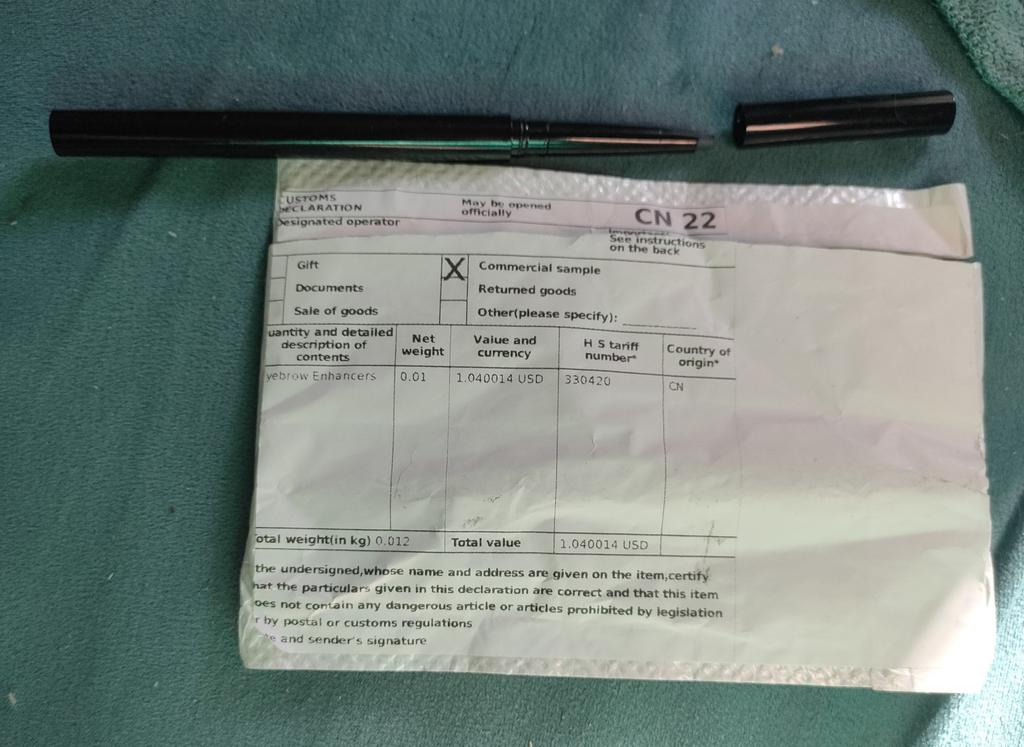 USTOMS
ECLARATION
May be opened
officially
CN 22
esignated operator
Important!
See instructions
on the back
Gift
X
Commercial sample
Documents
Returned goods
Sale of goods
Other(please specify): ____________
uantity and detailed
description of
contents
Net
weight
Value and
currency
H S tariff
number*
Country of
origin*
yebrow Enhancers
0.01
1.040014 USD
330420
CN
otal weight(in kg) 0.012
Total value
1.040014 USD
the undersigned,whose name and address are given on the item,certify
hat the particulars given in this declaration are correct and that this item
oes not contain any dangerous article or articles prohibited by legislation
r by postal or customs regulations
te and sender's signature